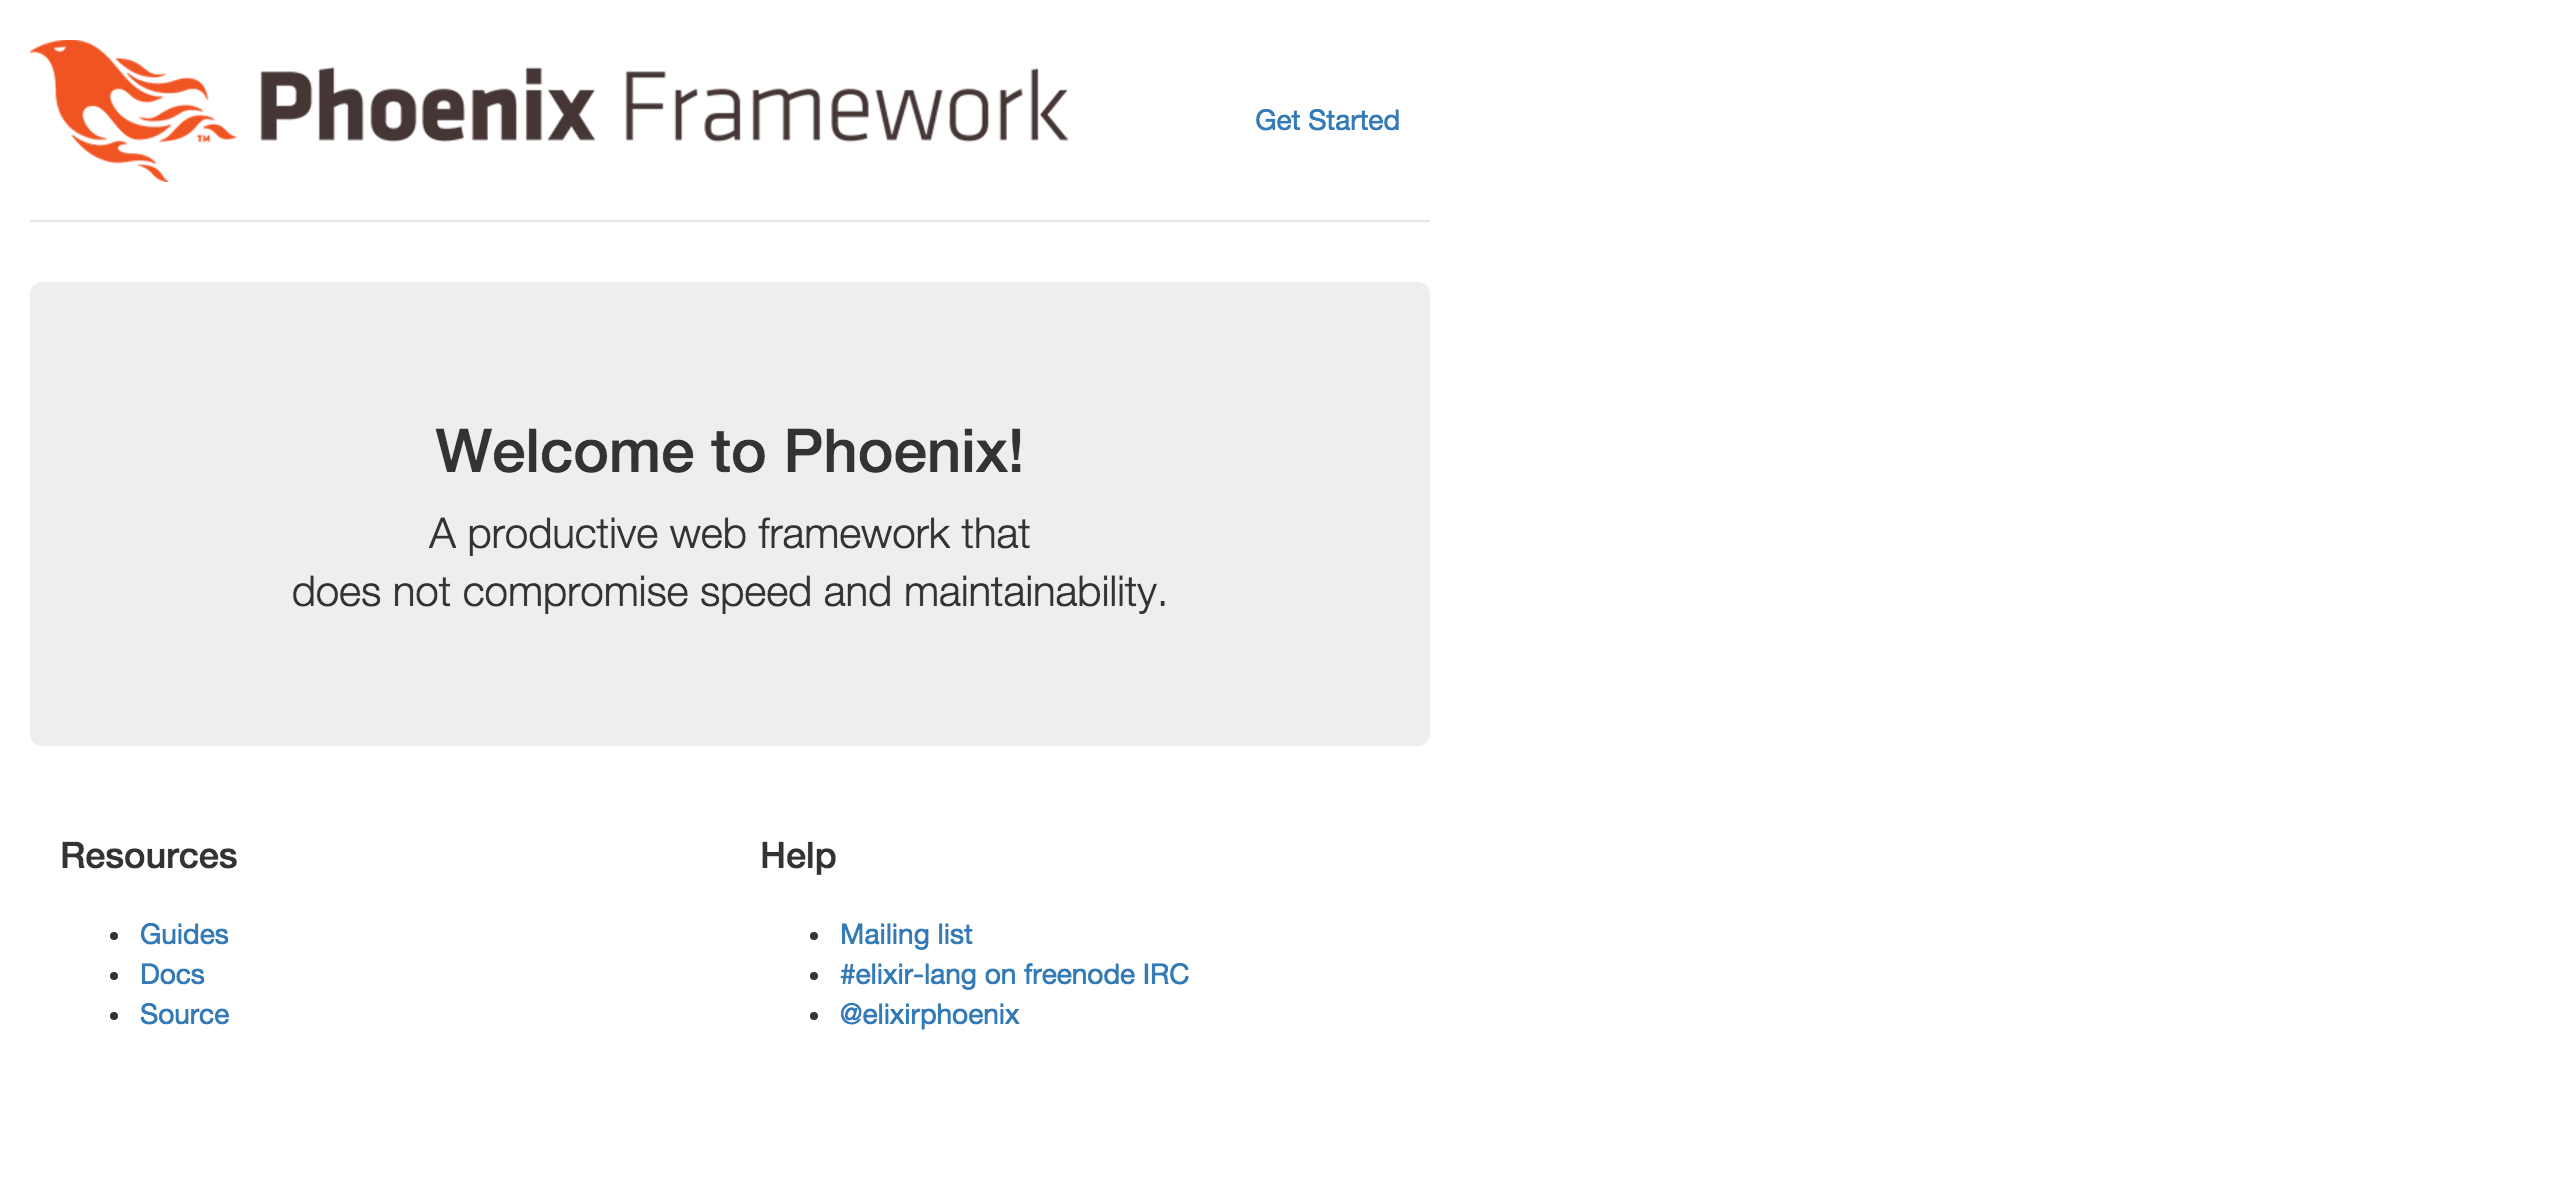 Phoenix Framework
TM
Get Started
Welcome to Phoenix!
A productive web framework that
does not compromise speed and maintainability.
Resources
Guides
Docs
Source
Help
Mailing list
#elixir-lang on freenode IRC
@elixirphoenix